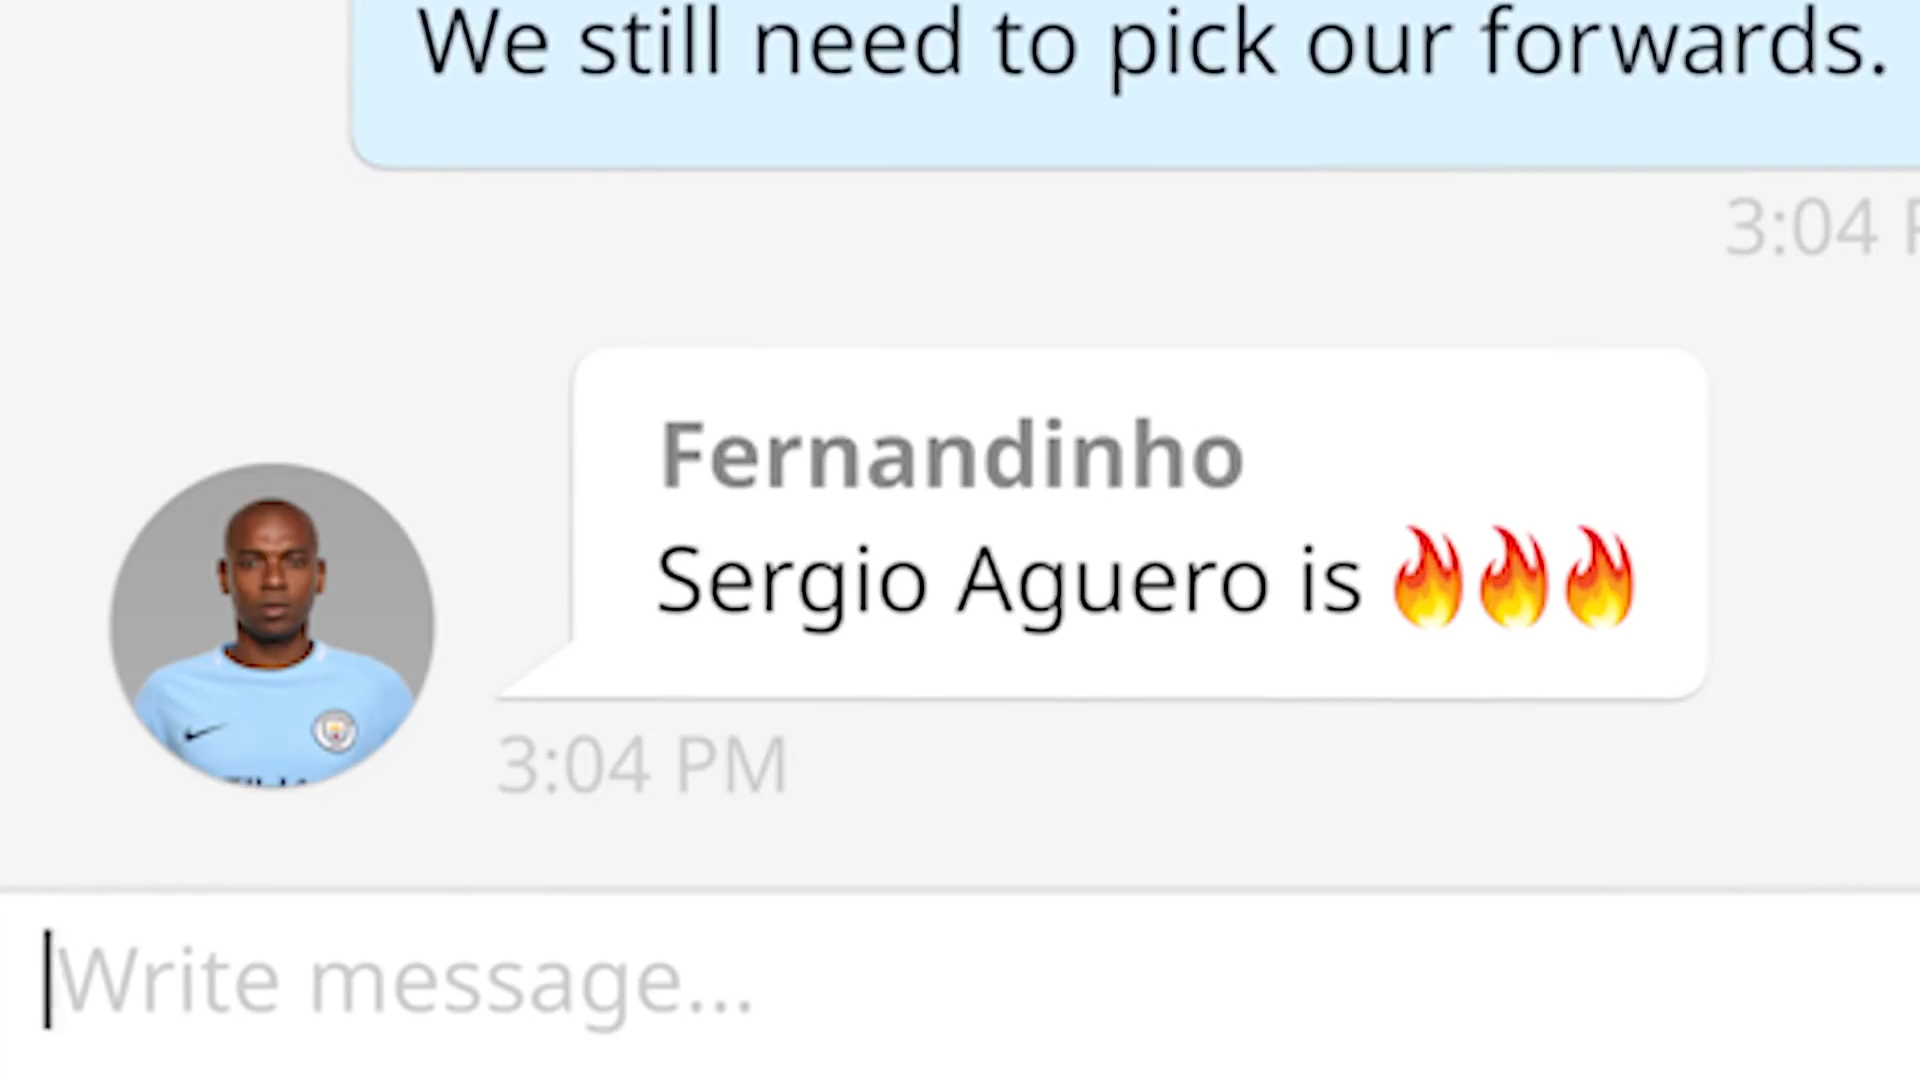 We still need to pick our forwards.
3:04
Fernandinho
Sergio Aguero is 🔥🔥🔥
3:04 PM
Write message...